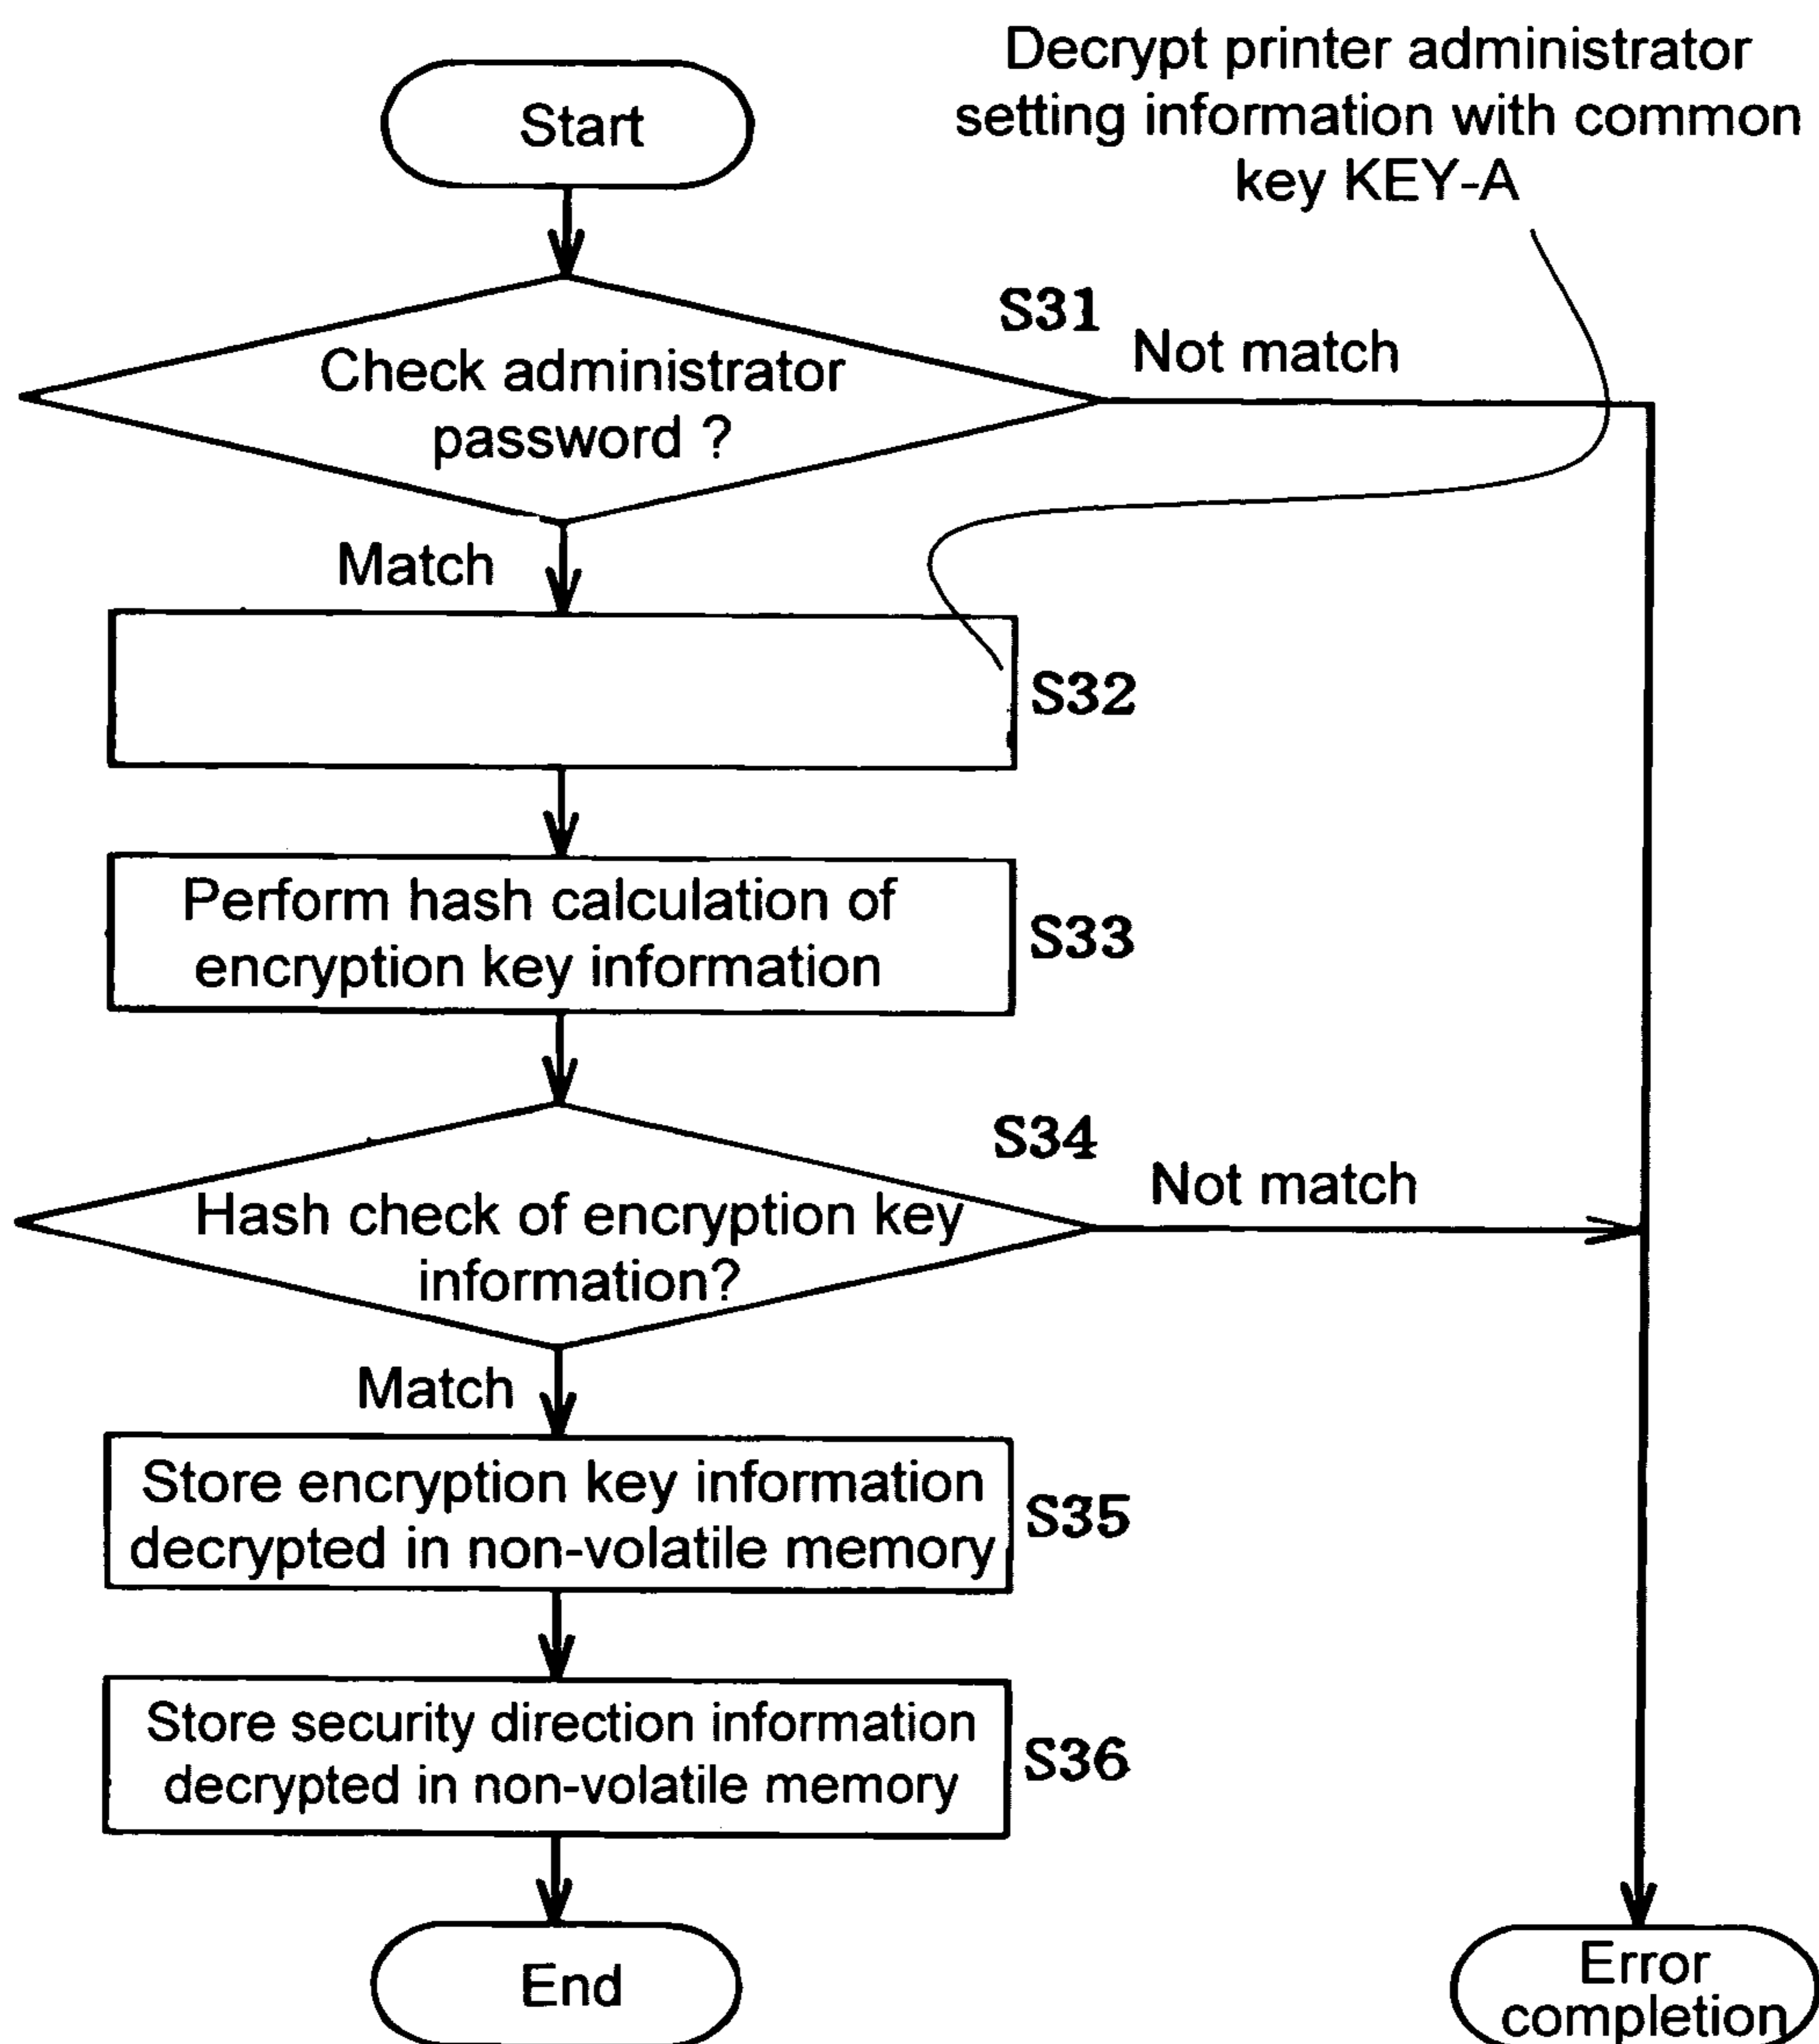 Decrypt printer administrator
setting information with common
key KEY-A
Start
S31
Not match
Check administrator
password ?
Match
S32
Perform hash calculation of
encryption key information
S33
S34
Not match
Hash check of encryption key
information?
Match
Store encryption key information
decrypted in non-volatile memory
S35
Store security direction information
decrypted in non-volatile memory
S36
End
Error
completion